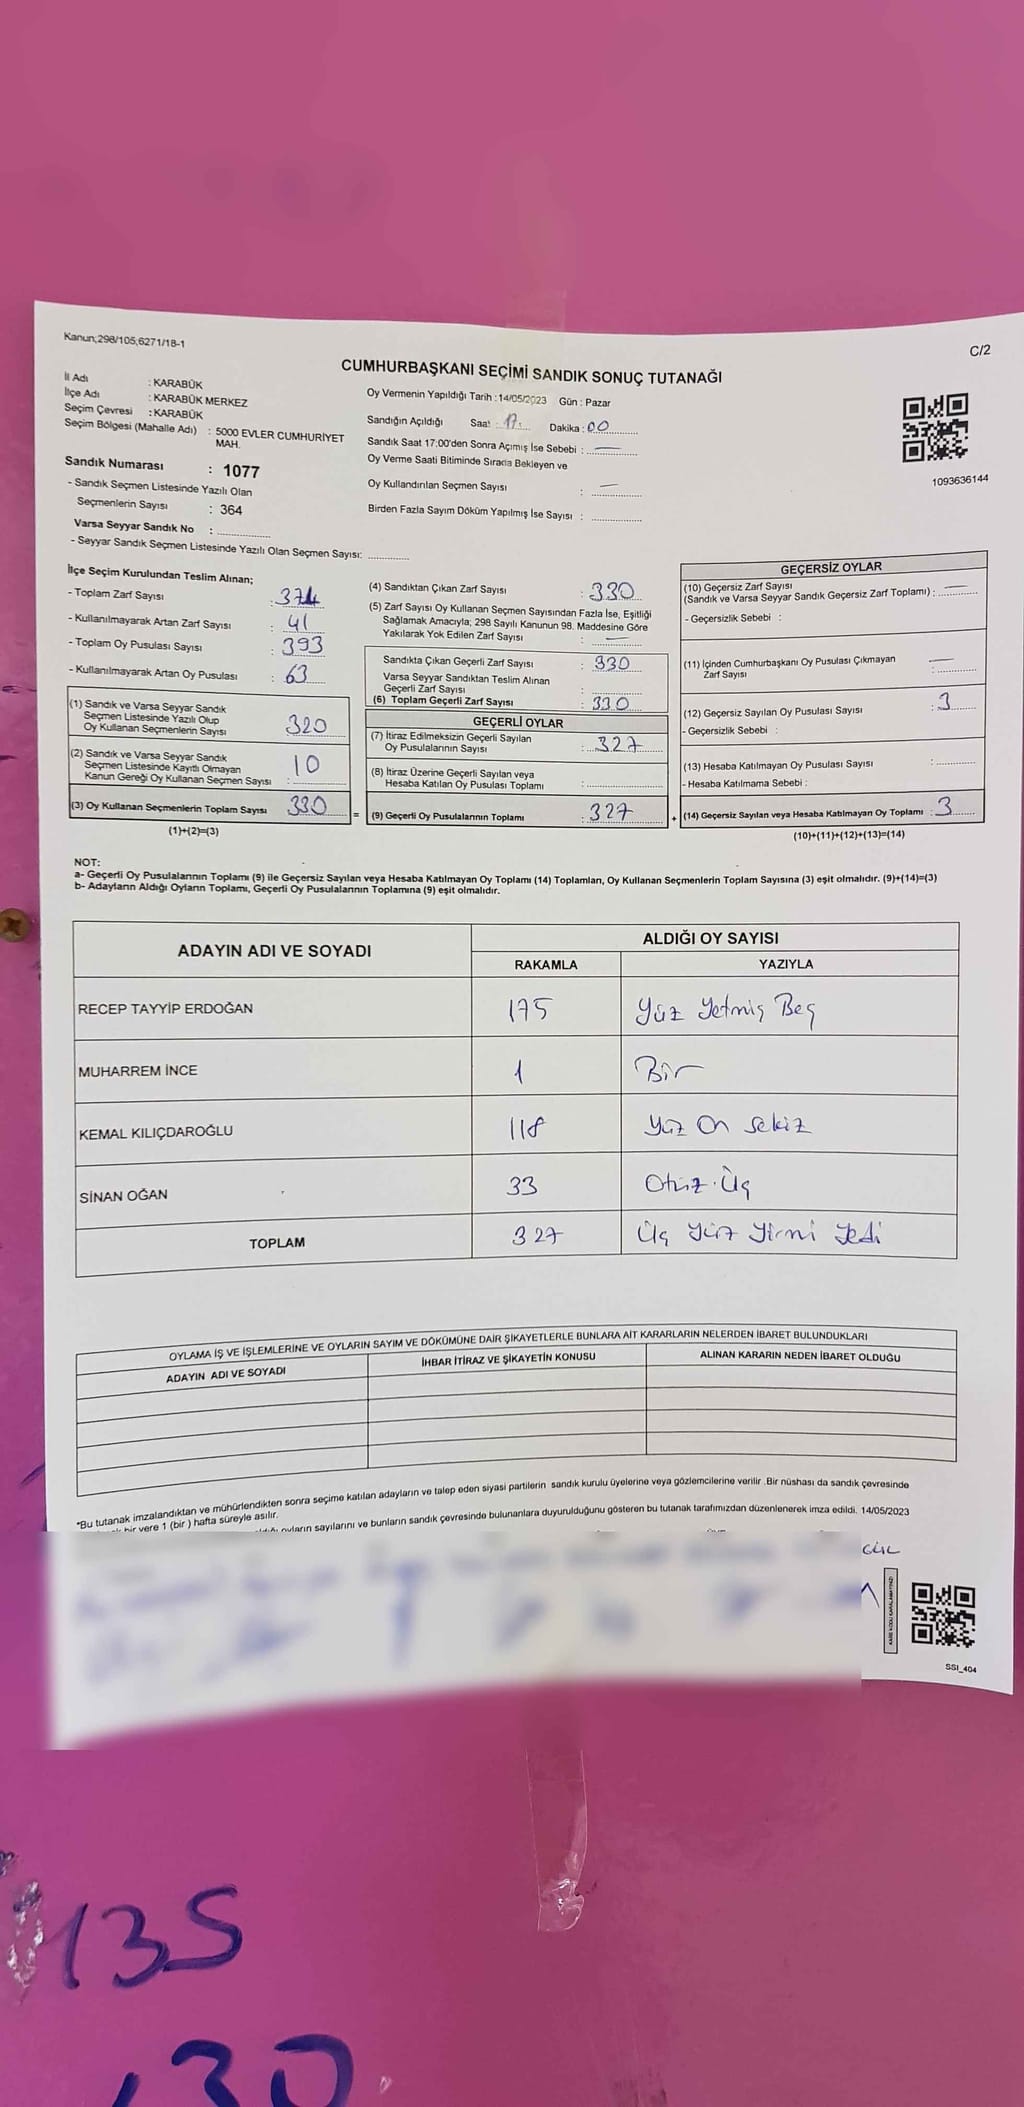 Kanun;298/105;6271/18-1
C/2
CUMHURBAŞKANI SEÇİMİ SANDIK SONUÇ TUTANAĞI
İl Adı : KARABÜK
İlçe Adı : KARABÜK MERKEZ
Seçim Çevresi : KARABÜK
Seçim Bölgesi (Mahalle Adı) : 5000 EVLER CUMHURİYET
MAH.
Sandık Numarası : 1077
- Sandık Seçmen Listesinde Yazılı Olan
Seçmenlerin Sayısı : 364
Varsa Seyyar Sandık No :
- Seyyar Sandık Seçmen Listesinde Yazılı Olan Seçmen Sayısı:
Oy Vermenin Yapıldığı Tarih : 14/05/2023 Gün : Pazar
Sandığın Açıldığı Saat : 17 Dakika : 00
Sandık Saat 17:00'den Sonra Açımış İse Sebebi : —
Oy Verme Saati Bitiminde Sırada Bekleyen ve
Oy Kullandırılan Seçmen Sayısı : —
Birden Fazla Sayım Döküm Yapılmış İse Sayısı :
1093636144
İlçe Seçim Kurulundan Teslim Alınan;
- Toplam Zarf Sayısı : 371
- Kullanılmayarak Artan Zarf Sayısı : 41
- Toplam Oy Pusulası Sayısı : 393
- Kullanılmayarak Artan Oy Pusulası : 63
(1) Sandık ve Varsa Seyyar Sandık
Seçmen Listesinde Yazılı Olup
Oy Kullanan Seçmenlerin Sayısı : 320
(2) Sandık ve Varsa Seyyar Sandık
Seçmen Listesinde Kayıtlı Olmayan
Kanun Gereği Oy Kullanan Seçmen Sayısı : 10
(3) Oy Kullanan Seçmenlerin Toplam Sayısı : 330
(1)+(2)=(3)
(4) Sandıktan Çıkan Zarf Sayısı : 330
(5) Zarf Sayısı Oy Kullanan Seçmen Sayısından Fazla İse, Eşitliği
Sağlamak Amacıyla; 298 Sayılı Kanunun 98. Maddesine Göre
Yakılarak Yok Edilen Zarf Sayısı : —
Sandıkta Çıkan Geçerli Zarf Sayısı : 330
Varsa Seyyar Sandıktan Teslim Alınan
Geçerli Zarf Sayısı :
(6) Toplam Geçerli Zarf Sayısı : 330
GEÇERLİ OYLAR
(7) İtiraz Edilmeksizin Geçerli Sayılan
Oy Pusulalarının Sayısı : 327
(8) İtiraz Üzerine Geçerli Sayılan veya
Hesaba Katılan Oy Pusulası Toplamı :
= (9) Geçerli Oy Pusulalarının Toplamı : 327 +
GEÇERSİZ OYLAR
(10) Geçersiz Zarf Sayısı
(Sandık ve Varsa Seyyar Sandık Geçersiz Zarf Toplamı) : —
- Geçersizlik Sebebi :
(11) İçinden Cumhurbaşkanı Oy Pusulası Çıkmayan
Zarf Sayısı : —
(12) Geçersiz Sayılan Oy Pusulası Sayısı : 3
- Geçersizlik Sebebi :
(13) Hesaba Katılmayan Oy Pusulası Sayısı :
- Hesaba Katılmama Sebebi :
(14) Geçersiz Sayılan veya Hesaba Katılmayan Oy Toplamı : 3
(10)+(11)+(12)+(13)=(14)
NOT:
a- Geçerli Oy Pusulalarının Toplamı (9) ile Geçersiz Sayılan veya Hesaba Katılmayan Oy Toplamı (14) Toplamları, Oy Kullanan Seçmenlerin Toplam Sayısına (3) eşit olmalıdır. (9)+(14)=(3)
b- Adayların Aldığı Oyların Toplamı, Geçerli Oy Pusulalarının Toplamına (9) eşit olmalıdır.
ADAYIN ADI VE SOYADI ALDIĞI OY SAYISI
RAKAMLA YAZIYLA
RECEP TAYYİP ERDOĞAN 175 Yüz Yetmiş Beş
MUHARREM İNCE 1 Bir
KEMAL KILIÇDAROĞLU 118 Yüz On Sekiz
SİNAN OĞAN 33 Otuz Üç
TOPLAM 327 Üç Yüz Yirmi Yedi
OYLAMA İŞ VE İŞLEMLERİNE VE OYLARIN SAYIM VE DÖKÜMÜNE DAİR ŞİKAYETLERLE BUNLARA AİT KARARLARIN NELERDEN İBARET BULUNDUKLARI
ADAYIN ADI VE SOYADI İHBAR İTİRAZ VE ŞİKAYETİN KONUSU ALINAN KARARIN NEDEN İBARET OLDUĞU
*Bu tutanak imzalandıktan ve mühürlendikten sonra seçime katılan adayların ve talep eden siyasi partilerin sandık kurulu üyelerine veya gözlemcilerine verilir .Bir nüshası da sandık çevresinde
bir yere 1 (bir ) hafta süreyle asılır.
oyların sayılarını ve bunların sandık çevresinde bulunanlara duyurulduğunu gösteren bu tutanak tarafımızdan düzenlenerek imza edildi. 14/05/2023
GÜL
KARE KODU KARALAMAYINIZ!
SSI_404
135
30